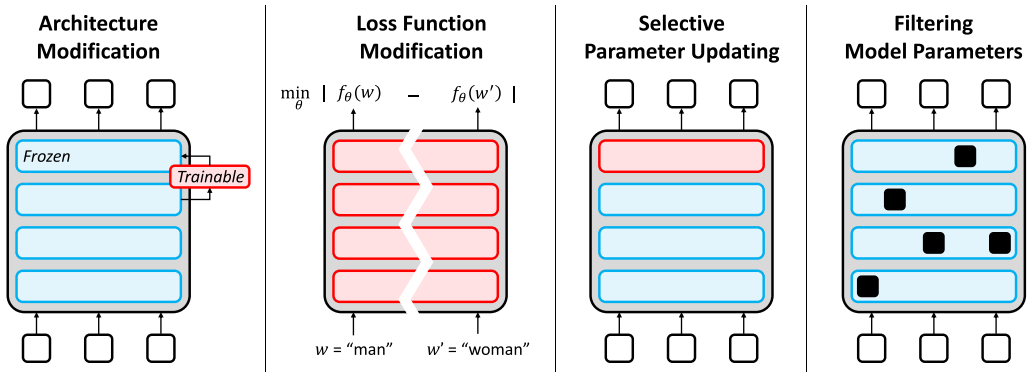 Architecture
Modification
Frozen
Trainable
Loss Function
Modification
min
θ
| fθ(w) − fθ(w′) |
w = “man”
w′ = “woman”
Selective
Parameter Updating
Filtering
Model Parameters